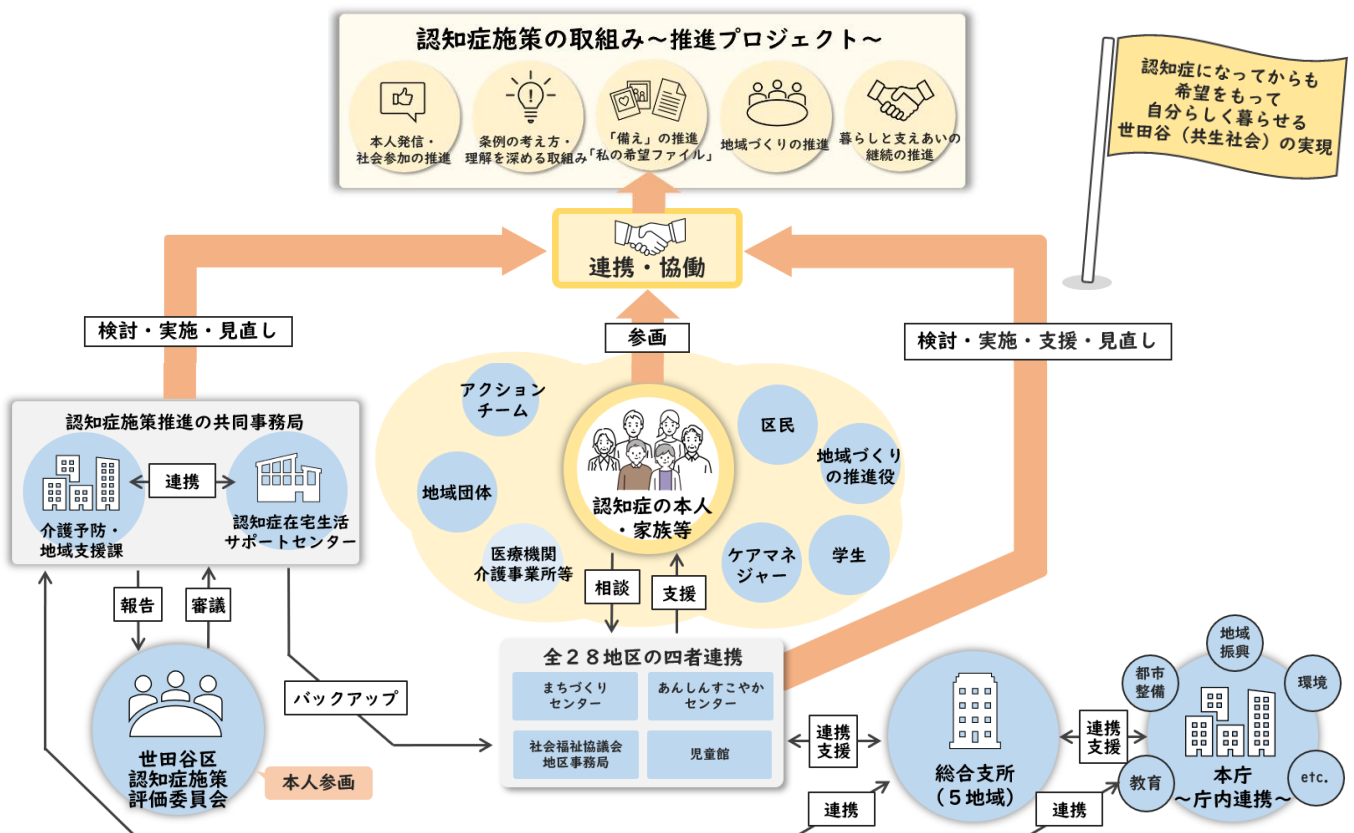 認知症施策の取組み～推進プロジェクト～
本人発信・
社会参加の推進
条例の考え方・
理解を深める取組み
「備え」の推進
「私の希望ファイル」
地域づくりの推進
暮らしと支えあいの
継続の推進
認知症になってからも
希望をもって
自分らしく暮らせる
世田谷（共生社会）の実現
連携・協働
検討・実施・見直し
参画
検討・実施・支援・見直し
認知症施策推進の共同事務局
介護予防・
地域支援課
連携
認知症在宅生活
サポートセンター
アクション
チーム
地域団体
医療機関
介護事業所等
認知症の本人
・家族等
区民
地域づくり
の推進役
ケアマネ
ジャー
学生
報告
審議
相談
支援
バックアップ
世田谷区
認知症施策
評価委員会
本人参画
全２８地区の四者連携
まちづくり
センター
あんしんすこやか
センター
社会福祉協議会
地区事務局
児童館
連携
支援
総合支所
（５地域）
連携
支援
本庁
～庁内連携～
都市
整備
地域
振興
環境
教育
etc.
連携
連携